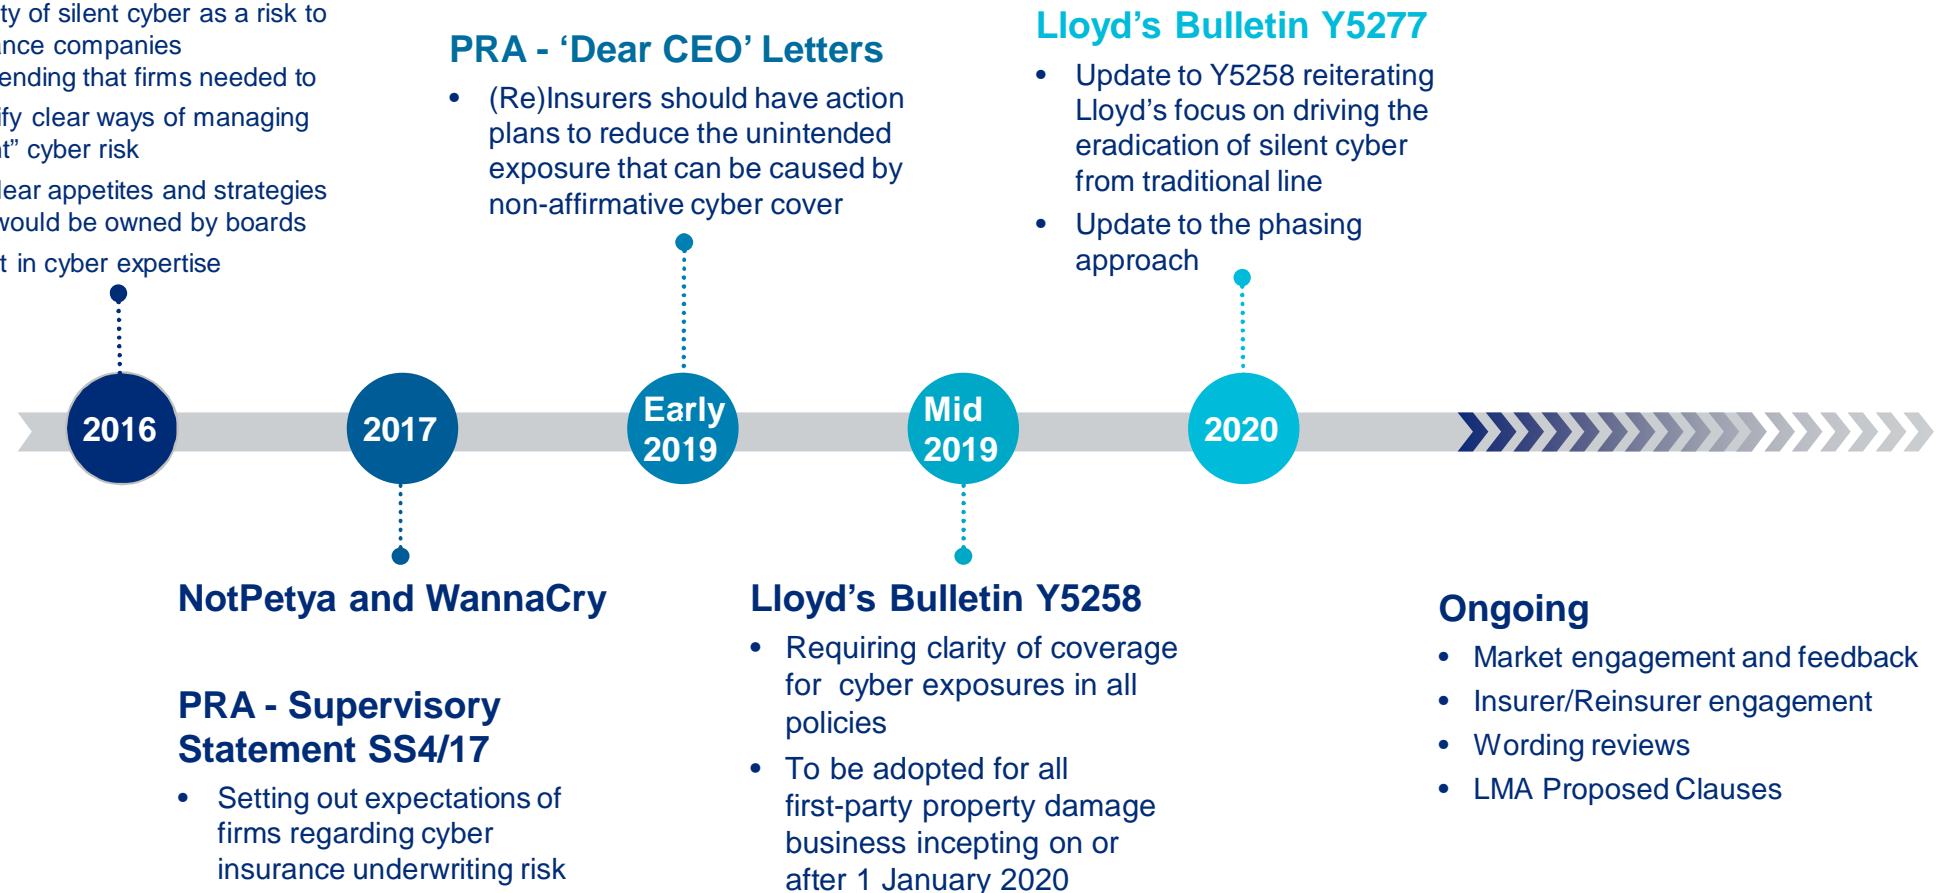 ty of silent cyber as a risk to
ance companies
ending that firms needed to
ify clear ways of managing
nt” cyber risk
lear appetites and strategies
would be owned by boards
t in cyber expertise
PRA - ‘Dear CEO’ Letters
• (Re)Insurers should have action
plans to reduce the unintended
exposure that can be caused by
non-affirmative cyber cover
Lloyd’s Bulletin Y5277
• Update to Y5258 reiterating
Lloyd’s focus on driving the
eradication of silent cyber
from traditional line
• Update to the phasing
approach
2016
2017
Early
2019
Mid
2019
2020
NotPetya and WannaCry
PRA - Supervisory
Statement SS4/17
• Setting out expectations of
firms regarding cyber
insurance underwriting risk
Lloyd’s Bulletin Y5258
• Requiring clarity of coverage
for cyber exposures in all
policies
• To be adopted for all
first-party property damage
business incepting on or
after 1 January 2020
Ongoing
• Market engagement and feedback
• Insurer/Reinsurer engagement
• Wording reviews
• LMA Proposed Clauses